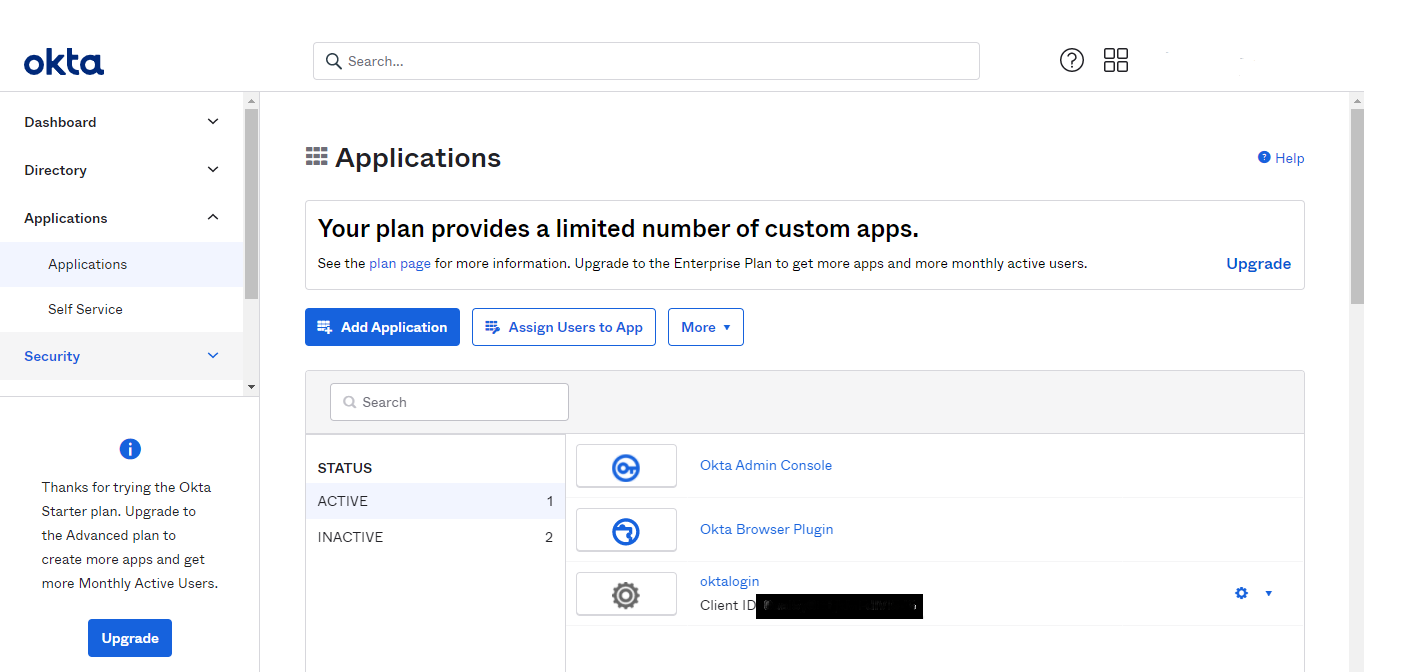 okta
Search...
Dashboard
Directory
Applications
Applications
Self Service
Security
Thanks for trying the Okta
Starter plan. Upgrade to
the Advanced plan to
create more apps and get
more Monthly Active Users.
Upgrade
Applications
Help
Your plan provides a limited number of custom apps.
See the plan page for more information. Upgrade to the Enterprise Plan to get more apps and more monthly active users.
Upgrade
Add Application
Assign Users to App
More
Search
STATUS
ACTIVE 1
INACTIVE 2
Okta Admin Console
Okta Browser Plugin
oktalogin
Client ID